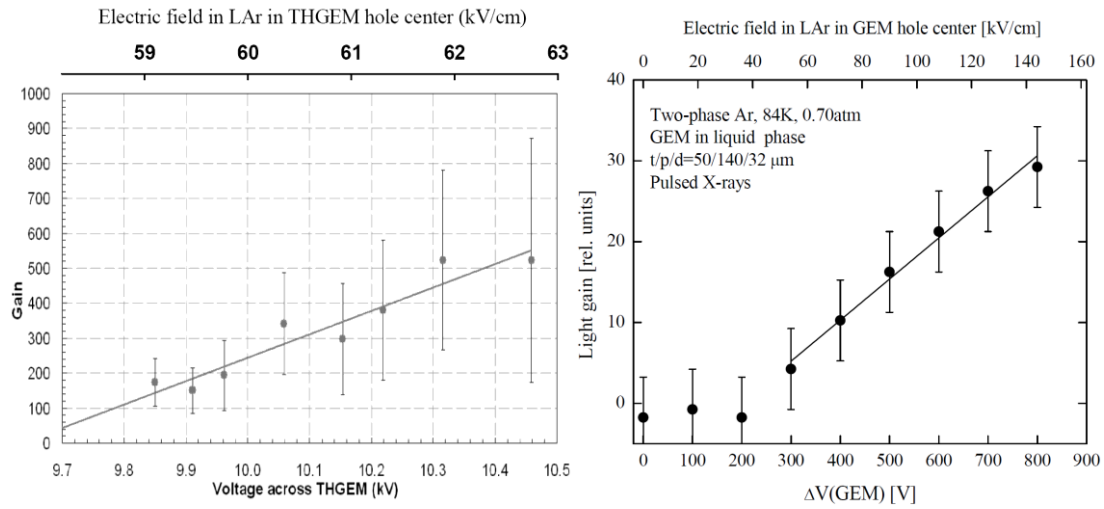 Electric field in LAr in THGEM hole center (kV/cm)
59 60 61 62 63
1000
900
800
700
600
500
400
300
200
100
0
Gain
9.7 9.8 9.9 10.0 10.1 10.2 10.3 10.4 10.5
Voltage across THGEM (kV)
Electric field in LAr in GEM hole center [kV/cm]
0 20 40 60 80 100 120 140 160
40
30
20
10
0
Light gain [rel. units]
Two-phase Ar, 84K, 0.70atm
GEM in liquid phase
t/p/d=50/140/32 μm
Pulsed X-rays
0 100 200 300 400 500 600 700 800 900
ΔV(GEM) [V]